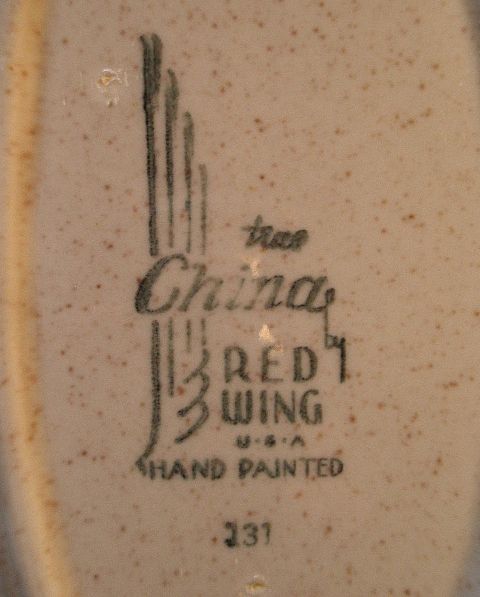 true
China
by
RED
WING
U·S·A
HAND PAINTED
231